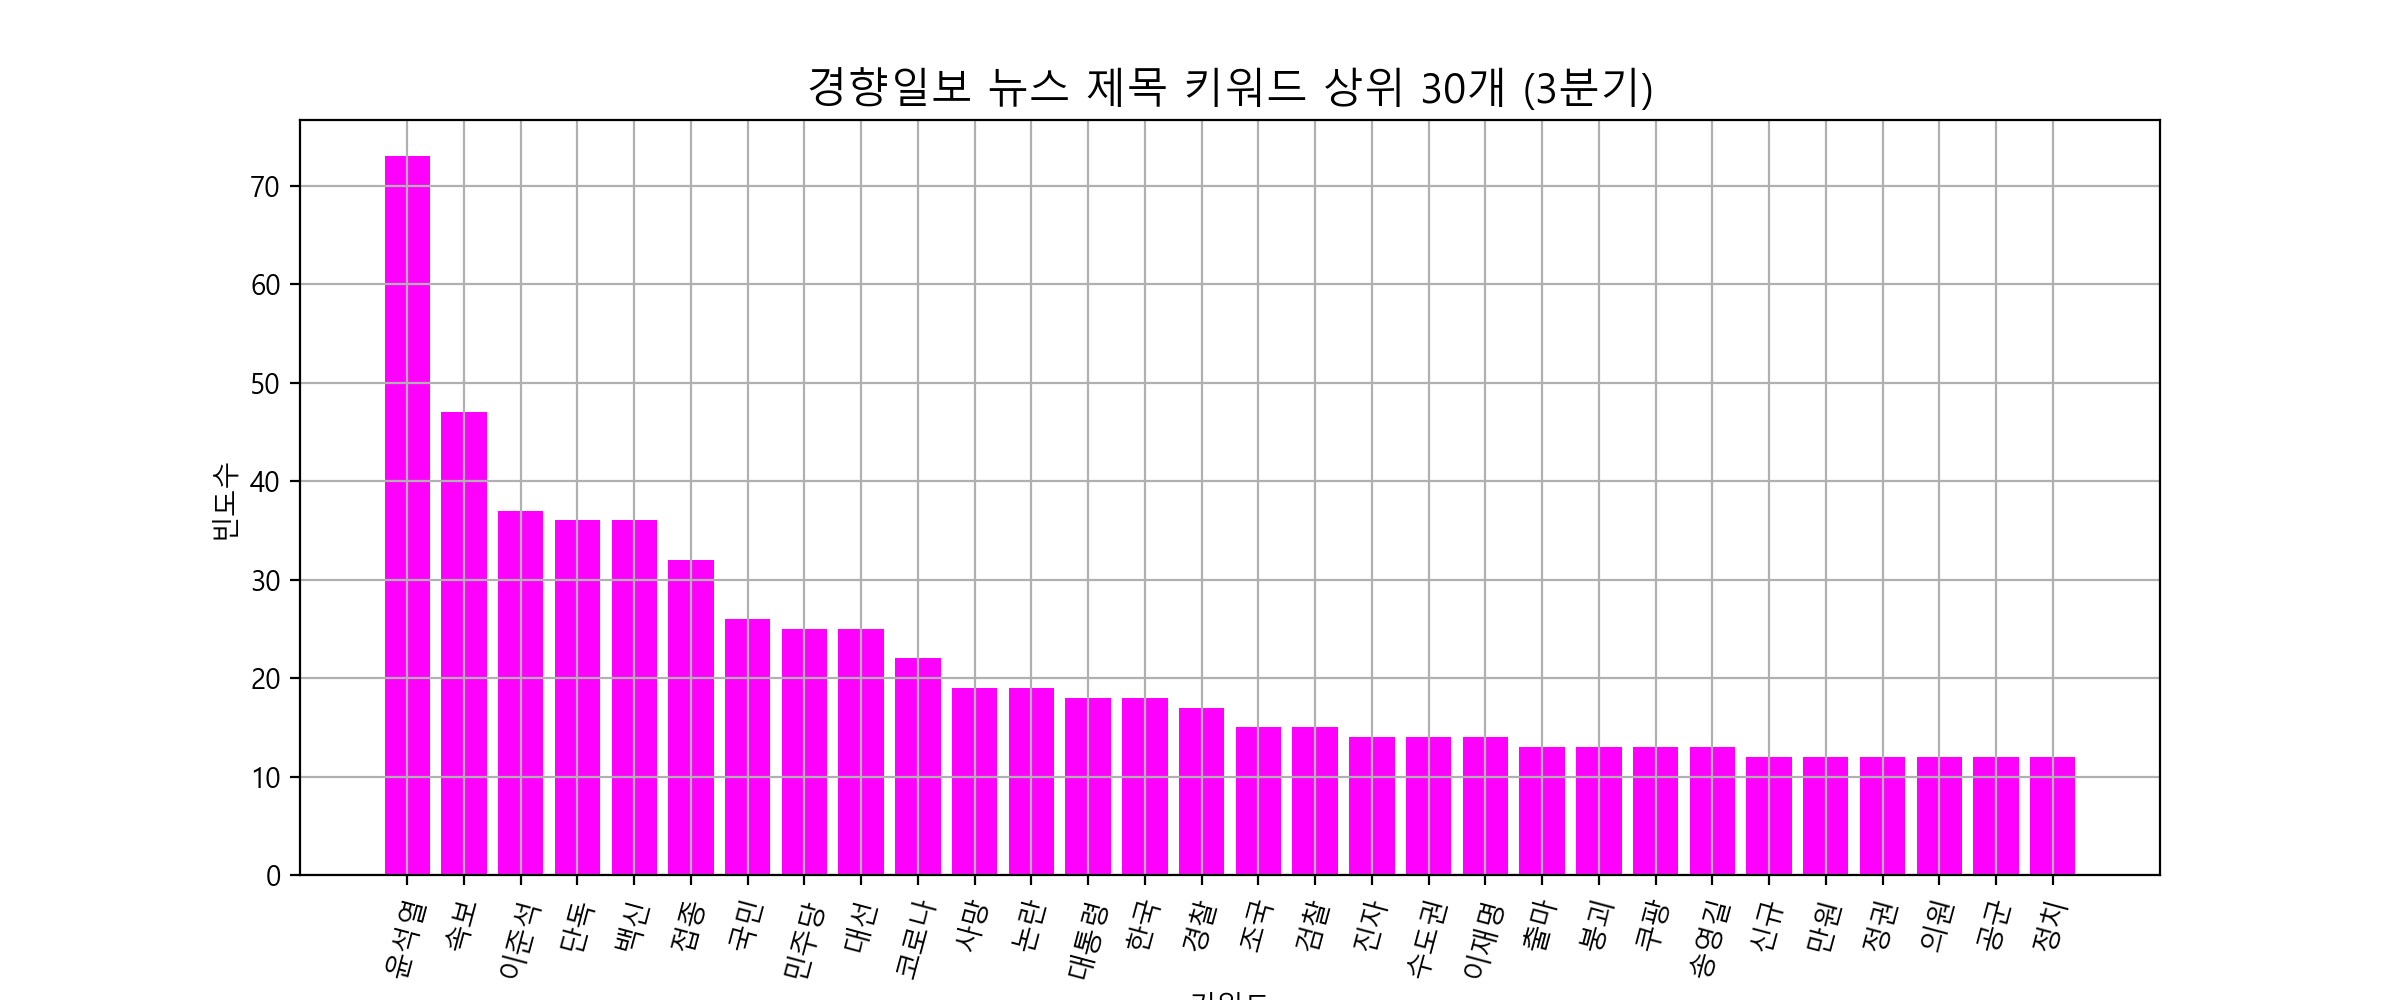 경향일보 뉴스 제목 키워드 상위 30개 (3분기)
빈도수
70
60
50
40
30
20
10
0
윤석열 속보 이준석 단독 백신 접종 국민 민주당 대선 코로나 사망 논란 대통령 한국 경찰 조국 검찰 진자 수도권 이재명 출마 붕괴 쿠팡 송영길 신규 만원 정권 의원 공군 정치
키워드